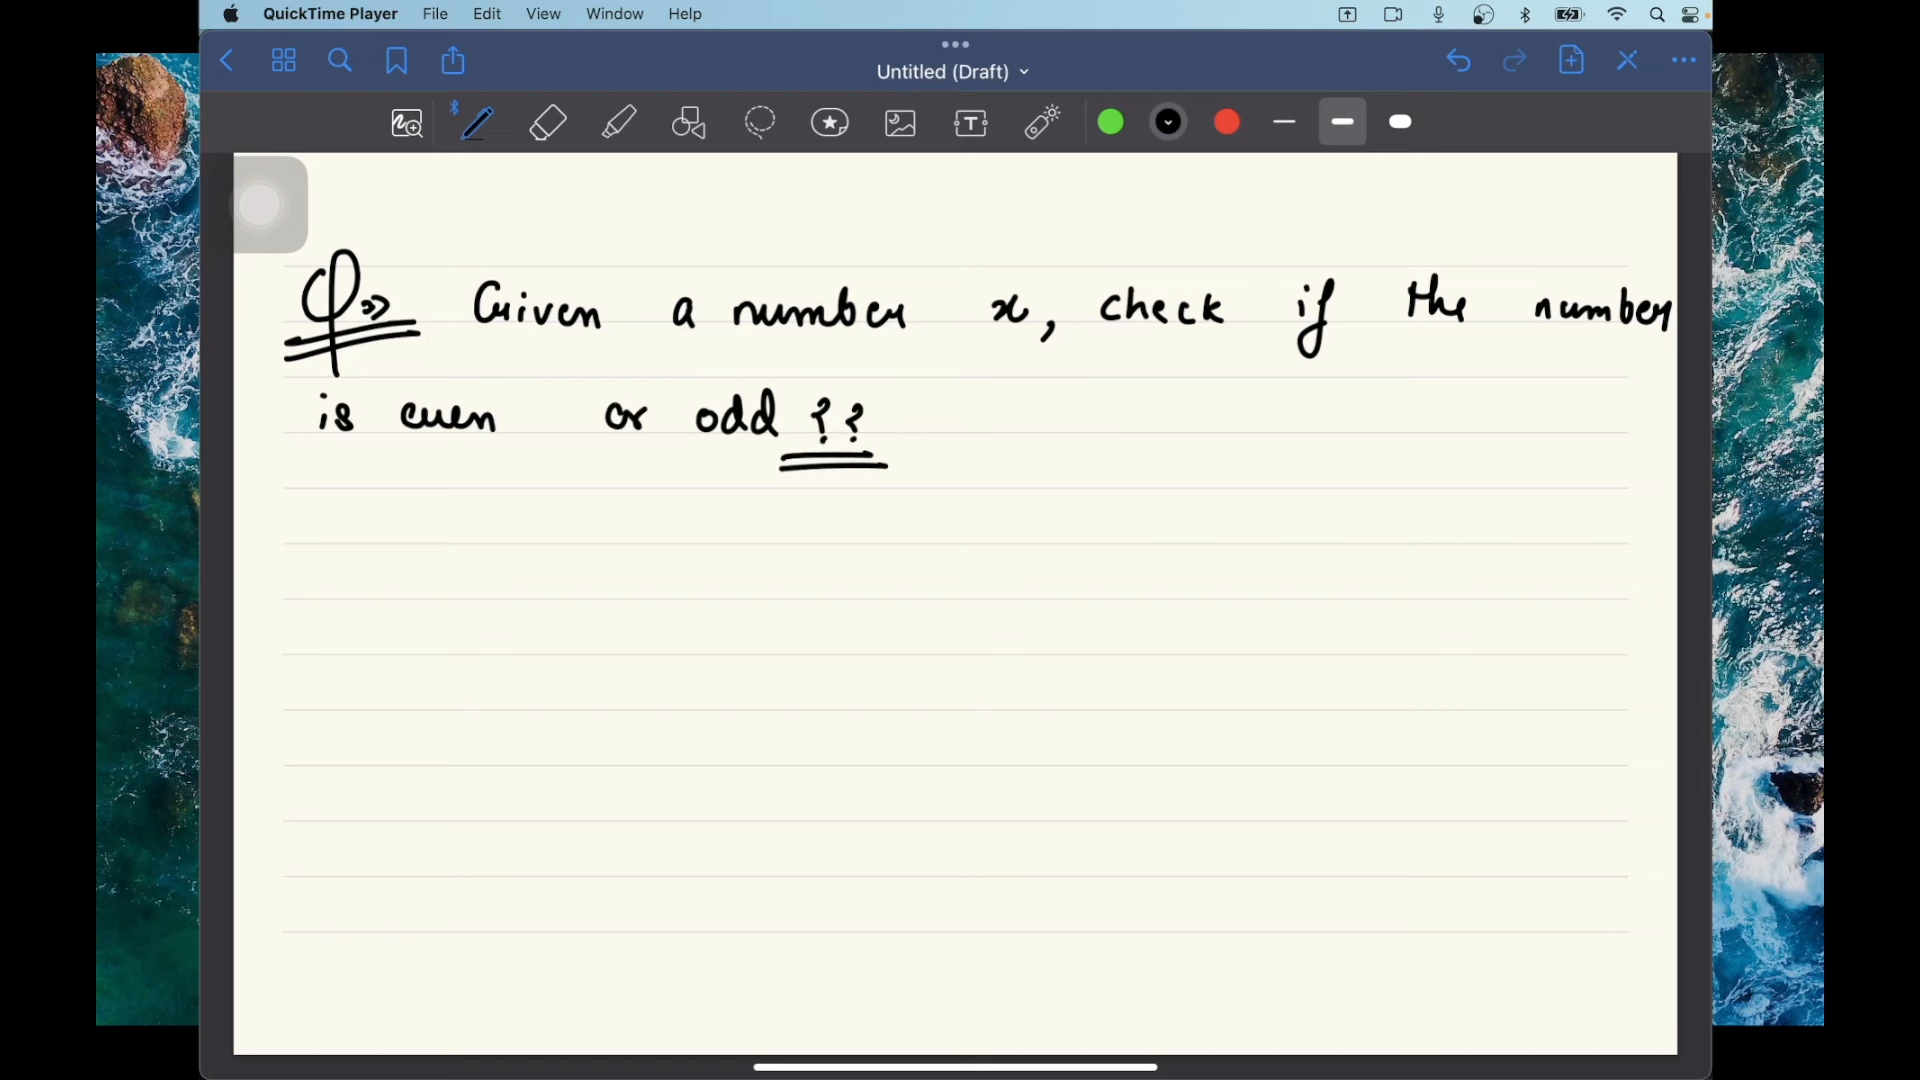 QuickTime Player File Edit View Window Help
Untitled (Draft)
Q>> Given a number x, check if the number
is even or odd ??